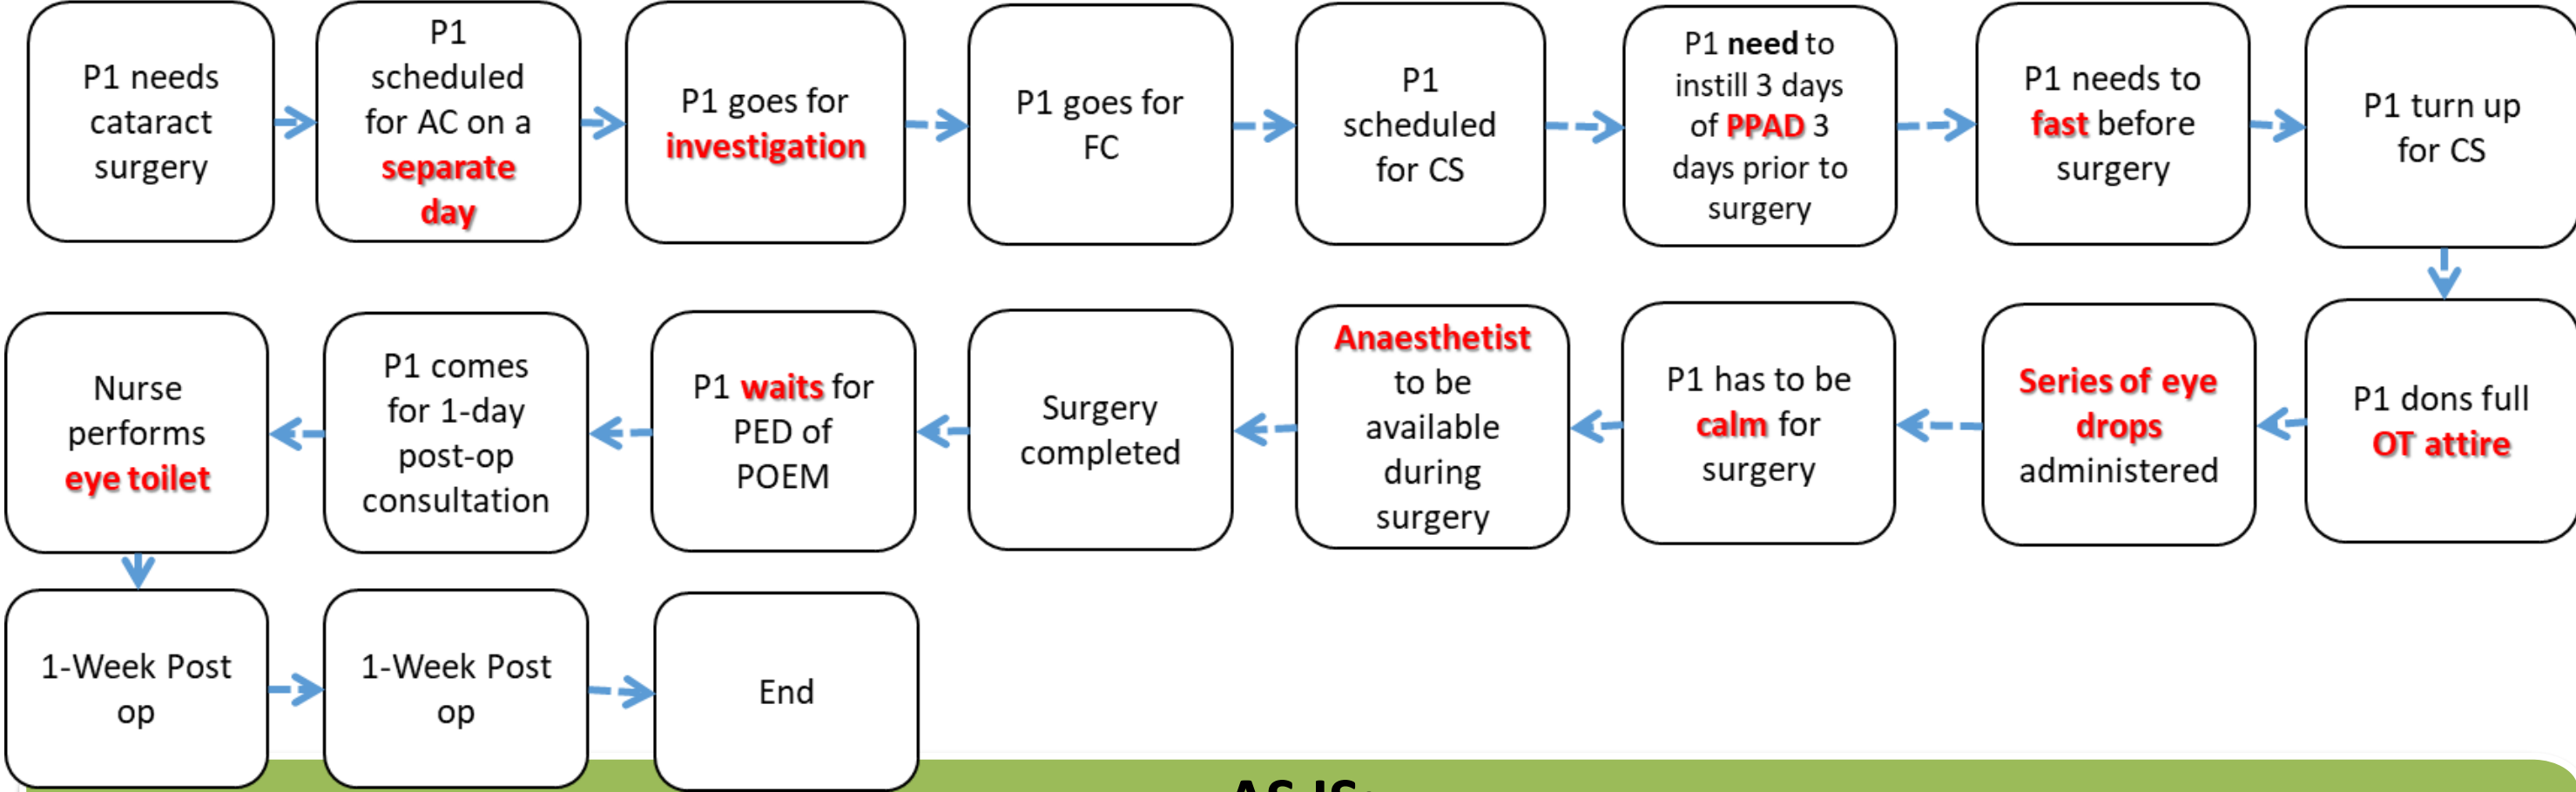 P1 needs
cataract
surgery
P1
scheduled
for AC on a
separate
day
P1 goes for
investigation
P1 goes for
FC
P1
scheduled
for CS
P1 need to
instill 3 days
of PPAD 3
days prior to
surgery
P1 needs to
fast before
surgery
P1 turn up
for CS
P1 dons full
OT attire
Series of eye
drops
administered
P1 has to be
calm for
surgery
Anaesthetist
to be
available
during
surgery
Surgery
completed
P1 waits for
PED of
POEM
P1 comes
for 1-day
post-op
consultation
Nurse
performs
eye toilet
1-Week Post
op
1-Week Post
op
End
AS IS: